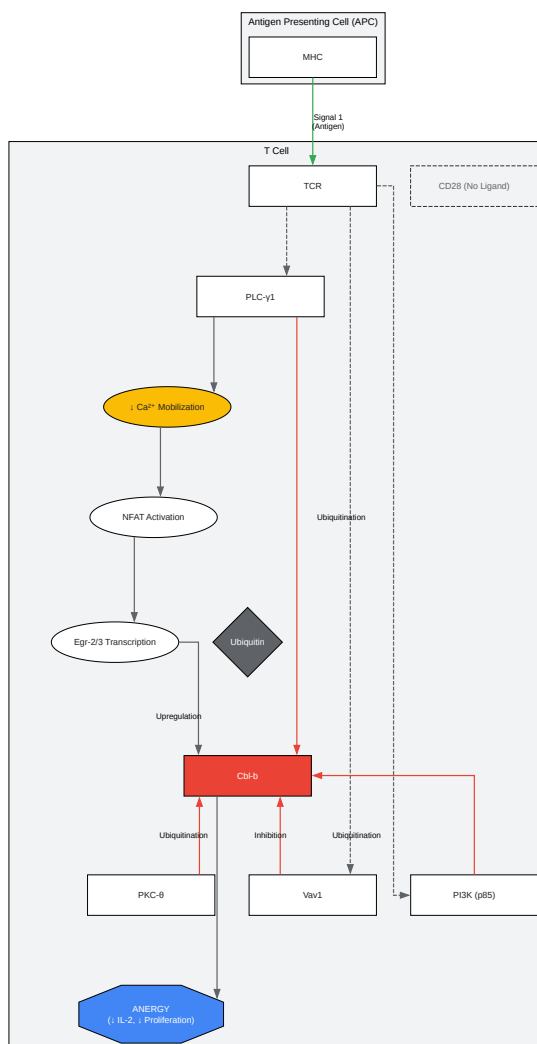 Antigen Presenting Cell (APC)
MHC
Signal 1
(Antigen)
T Cell
TCR
CD28 (No Ligand)
PLC-γ1
↓ Ca²⁺ Mobilization
NFAT Activation
Ubiquitination
Egr-2/3 Transcription
Ubiquitin
Upregulation
Cbl-b
Ubiquitination
Inhibition
Ubiquitination
PKC-θ
Vav1
PI3K (p85)
ANERGY
(↓ IL-2, ↓ Proliferation)